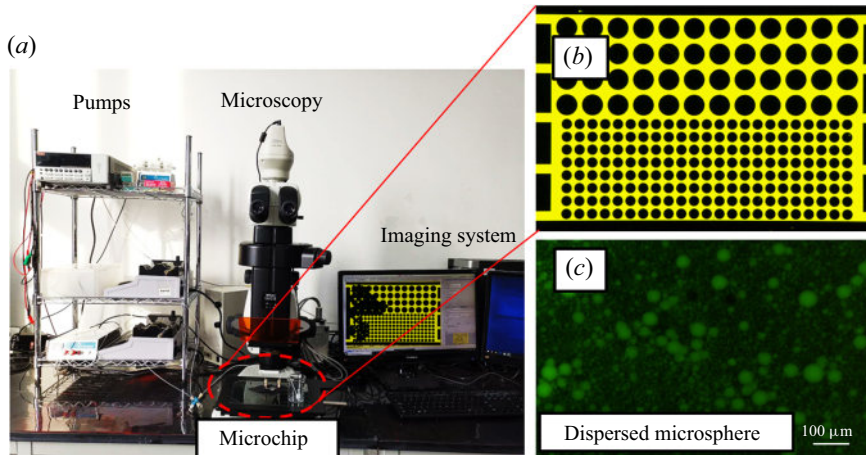 (a)
Pumps
Microscopy
Imaging system
Microchip
(b)
(c)
Dispersed microsphere
100 μm